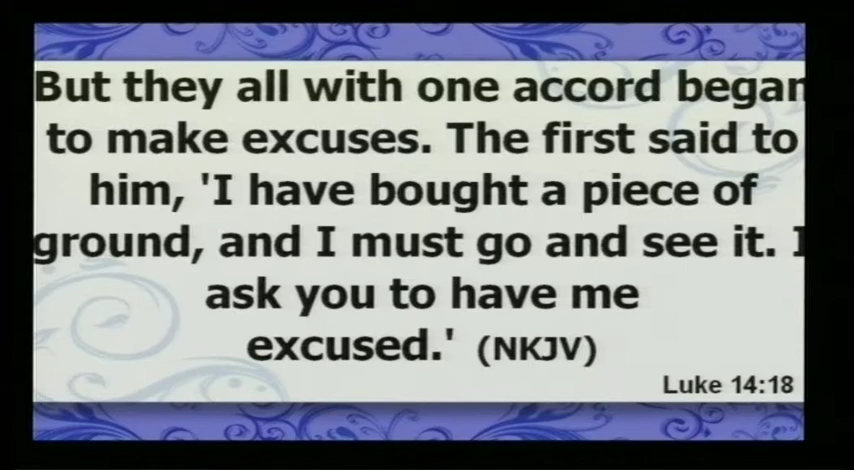 But they all with one accord began
to make excuses. The first said to
him, 'I have bought a piece of
ground, and I must go and see it. I
ask you to have me
excused.' (NKJV)
Luke 14:18